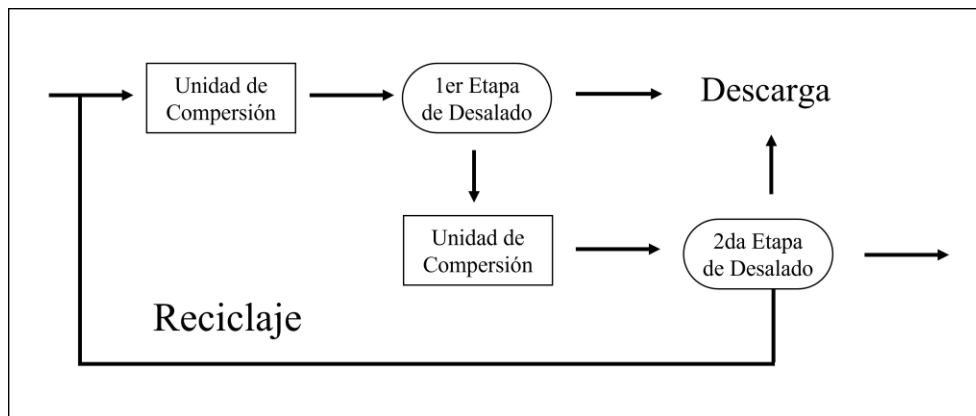 Unidad de
Compersión
1er Etapa
de Desalado
Descarga
Unidad de
Compersión
2da Etapa
de Desalado
Reciclaje